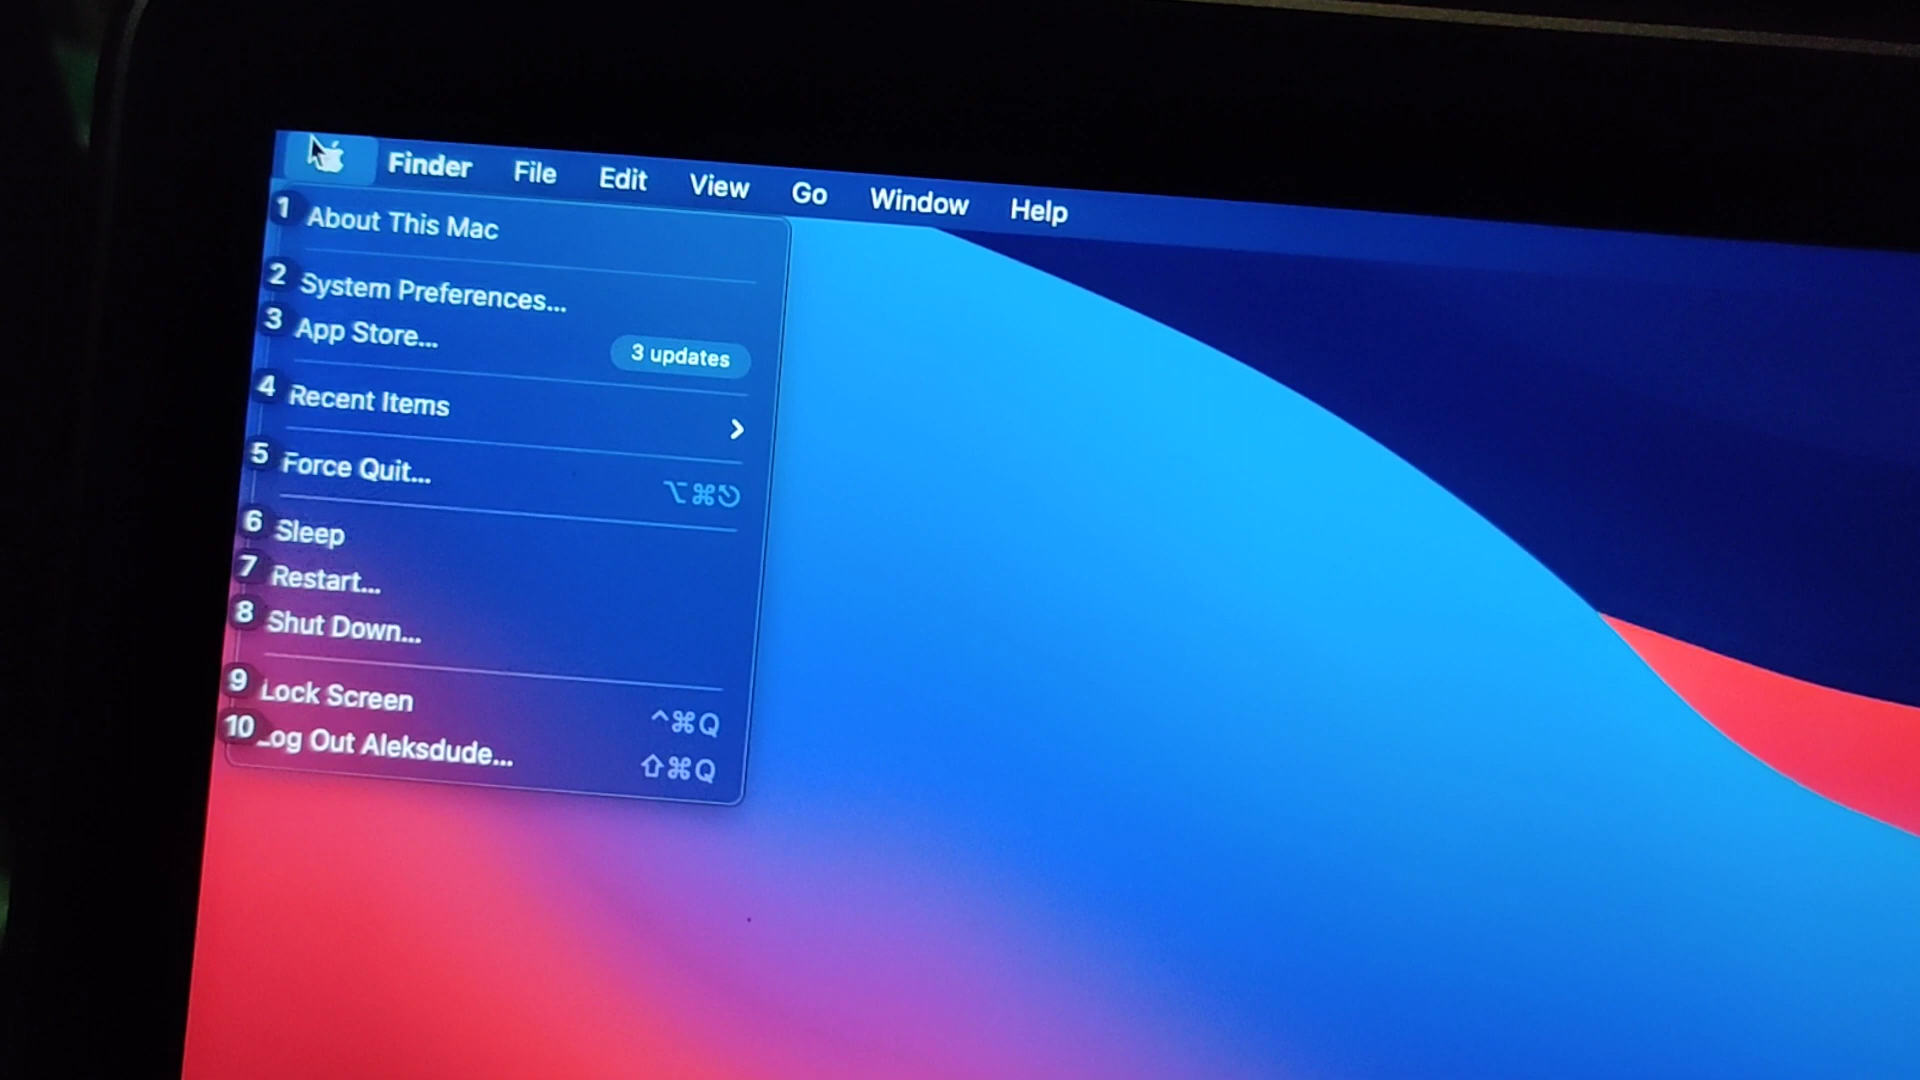 Finder File Edit View Go Window Help
1 About This Mac
2 System Preferences...
3 App Store... 3 updates
4 Recent Items
5 Force Quit... ⌥⌘⎋
6 Sleep
7 Restart...
8 Shut Down...
9 Lock Screen ^⌘Q
10 Log Out Aleksdude... ⇧⌘Q